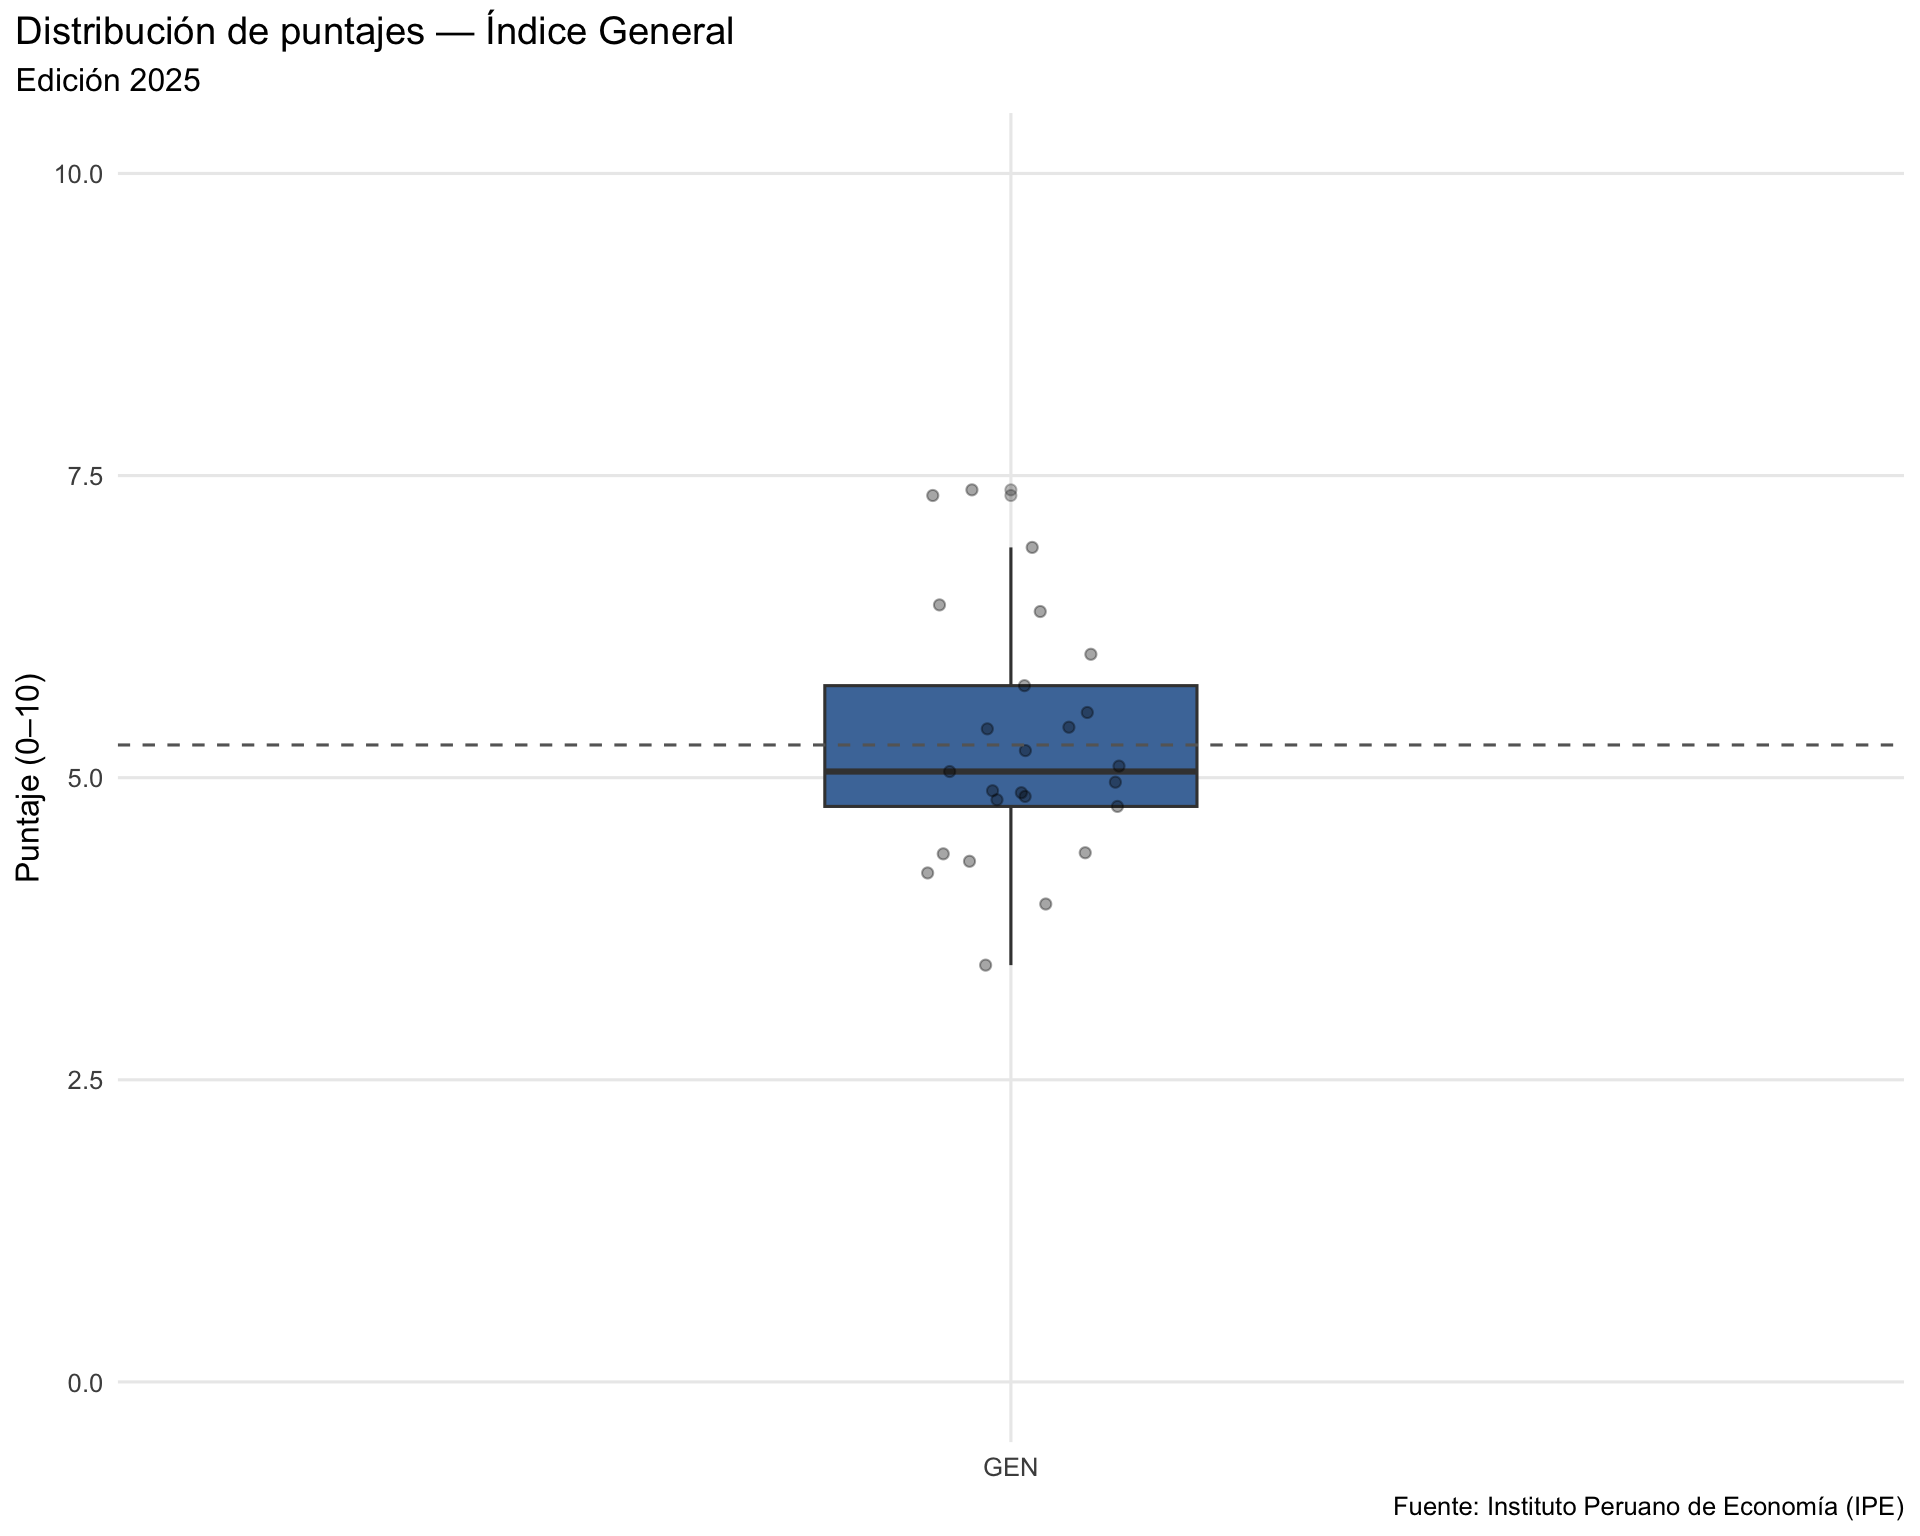 Distribución de puntajes — Índice General
Edición 2025
Puntaje (0–10)
10.0
7.5
5.0
2.5
0.0
GEN
Fuente: Instituto Peruano de Economía (IPE)